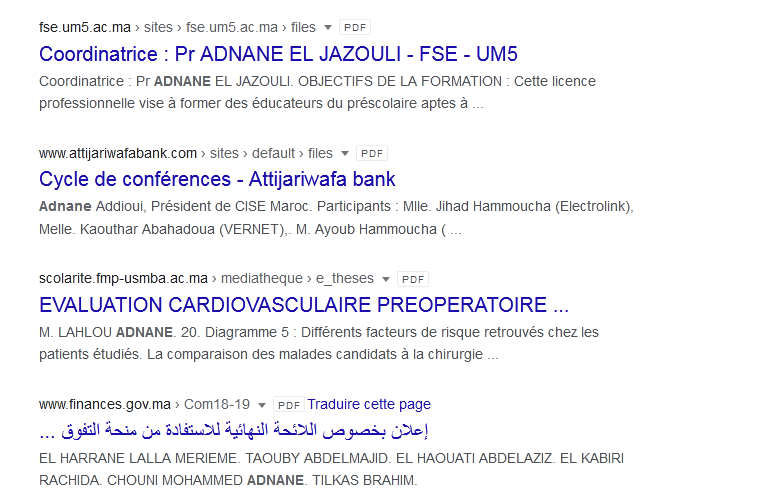 fse.um5.ac.ma › sites › fse.um5.ac.ma › files PDF
Coordinatrice : Pr ADNANE EL JAZOULI - FSE - UM5
Coordinatrice : Pr ADNANE EL JAZOULI. OBJECTIFS DE LA FORMATION : Cette licence
professionnelle vise à former des éducateurs du préscolaire aptes à ...
www.attijariwafabank.com › sites › default › files PDF
Cycle de conférences - Attijariwafa bank
Adnane Addioui, Président de CISE Maroc. Participants : Mlle. Jihad Hammoucha (Electrolink),
Melle. Kaouthar Abahadoua (VERNET),. M. Ayoub Hammoucha ( ...
scolarite.fmp-usmba.ac.ma › mediatheque › e_theses PDF
EVALUATION CARDIOVASCULAIRE PREOPERATOIRE ...
M. LAHLOU ADNANE. 20. Diagramme 5 : Différents facteurs de risque retrouvés chez les
patients étudiés. La comparaison des malades candidats à la chirurgie ...
www.finances.gov.ma › Com18-19 PDF Traduire cette page
إعلان بخصوص اللائحة النهائية للاستفادة من منحة التفوق ...
EL HARRANE LALLA MERIEME. TAOUBY ABDELMAJID. EL HAOUATI ABDELAZIZ. EL KABIRI
RACHIDA. CHOUNI MOHAMMED ADNANE. TILKAS BRAHIM.